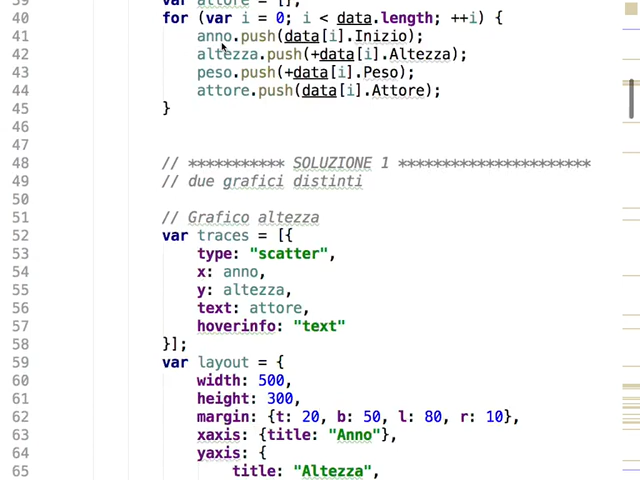 39 var attore = [];
40 for (var i = 0; i < data.length; ++i) {
41 anno.push(data[i].Inizio);
42 altezza.push(+data[i].Altezza);
43 peso.push(+data[i].Peso);
44 attore.push(data[i].Attore);
45 }
46
47
48 // *********** SOLUZIONE 1 **********************
49 // due grafici distinti
50
51 // Grafico altezza
52 var traces = [{
53 type: "scatter",
54 x: anno,
55 y: altezza,
56 text: attore,
57 hoverinfo: "text"
58 }];
59 var layout = {
60 width: 500,
61 height: 300,
62 margin: {t: 20, b: 50, l: 80, r: 10},
63 xaxis: {title: "Anno"},
64 yaxis: {
65 title: "Altezza",